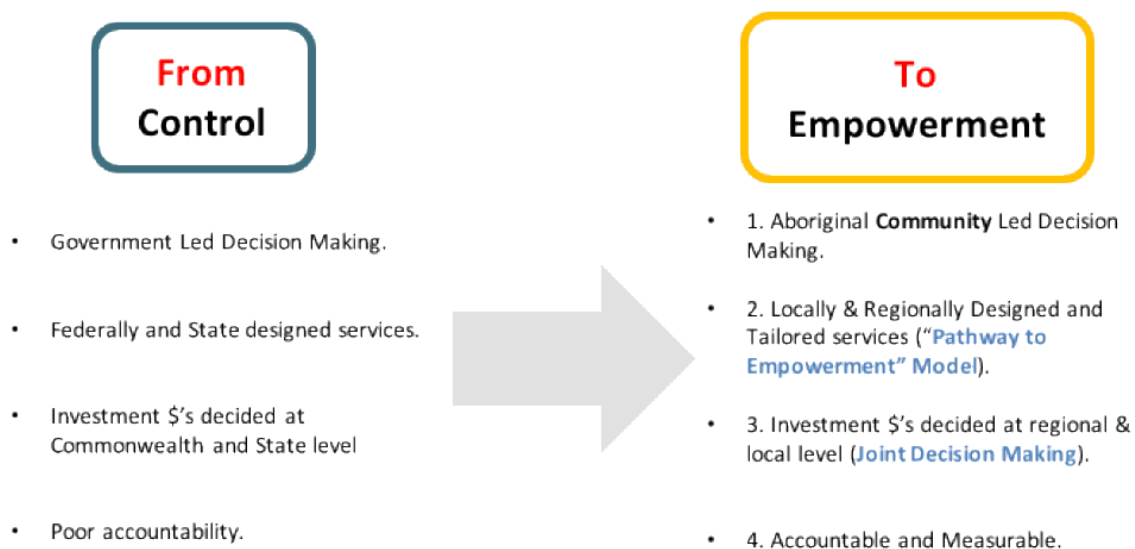 From
Control
• Government Led Decision Making.
• Federally and State designed services.
• Investment $’s decided at
Commonwealth and State level
• Poor accountability.
To
Empowerment
• 1. Aboriginal Community Led Decision
Making.
• 2. Locally & Regionally Designed and
Tailored services (“Pathway to
Empowerment” Model).
• 3. Investment $’s decided at regional &
local level (Joint Decision Making).
• 4. Accountable and Measurable.